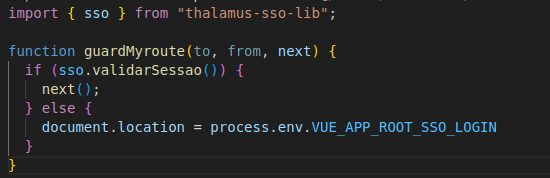 import { sso } from "thalamus-sso-lib";
function guardMyroute(to, from, next) {
if (sso.validarSessao()) {
next();
} else {
document.location = process.env.VUE_APP_ROOT_SSO_LOGIN
}
}